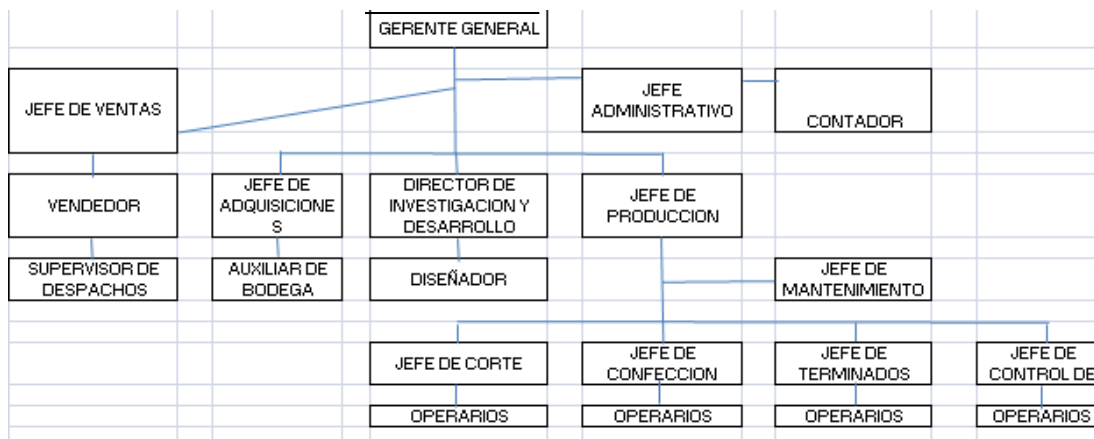 GERENTE GENERAL
JEFE DE VENTAS
JEFE
ADMINISTRATIVO
CONTADOR
VENDEDOR
JEFE DE
ADQUISICIONE
S
DIRECTOR DE
INVESTIGACION Y
DESARROLLO
JEFE DE
PRODUCCION
SUPERVISOR DE
DESPACHOS
AUXILIAR DE
BODEGA
DISEÑADOR
JEFE DE
MANTENIMIENTO
JEFE DE CORTE
JEFE DE
CONFECCION
JEFE DE
TERMINADOS
JEFE DE
CONTROL DE
OPERARIOS
OPERARIOS
OPERARIOS
OPERARIOS